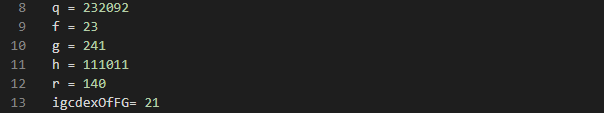 8 q = 232092
9 f = 23
10 g = 241
11 h = 111011
12 r = 140
13 igcdexOfFG= 21